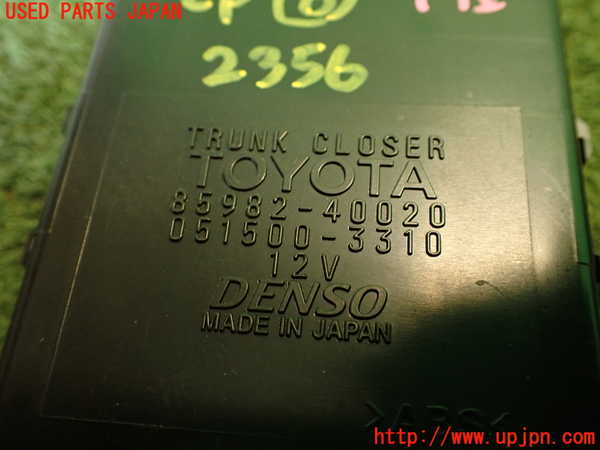 USED PARTS JAPAN
2356
TRUNK CLOSER
TOYOTA
85982-40020
051500-3310
12V
DENSO
MADE IN JAPAN
>ABS<
http://www.upjpn.com